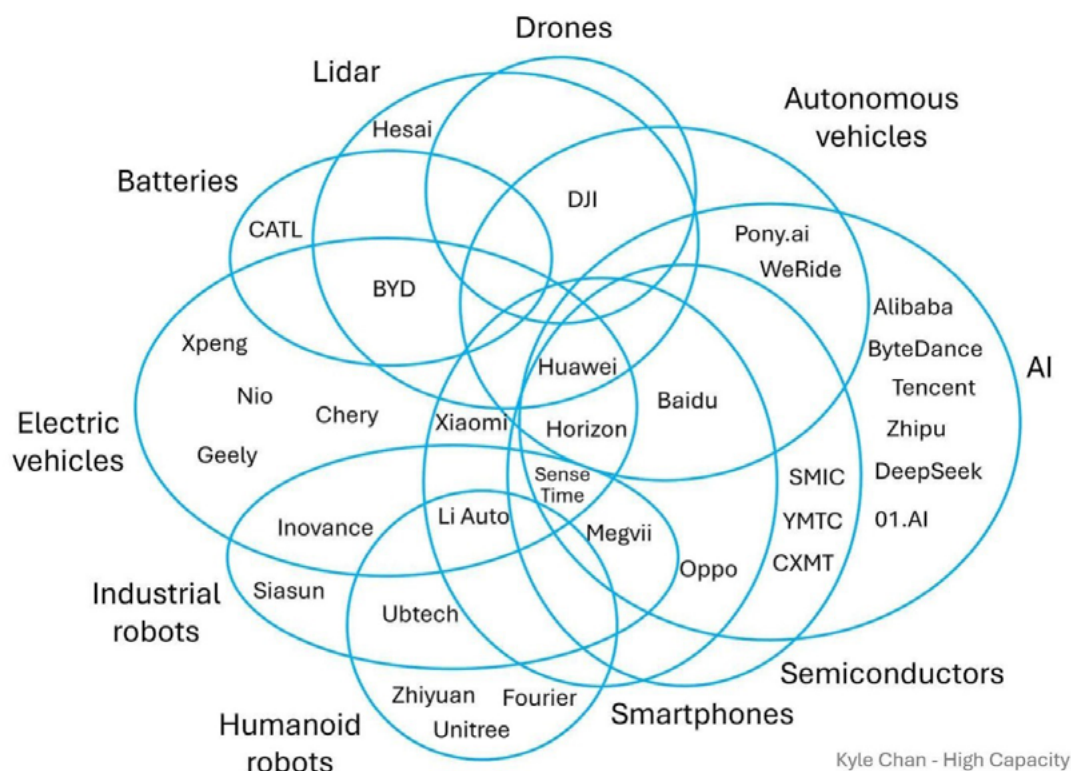 Drones
Lidar
Autonomous
vehicles
Hesai
Batteries
DJI
CATL
Pony.ai
WeRide
BYD
Alibaba
Xpeng
ByteDance
Huawei
AI
Tencent
Nio
Baidu
Chery
Xiaomi
Horizon
Zhipu
Electric
vehicles
Geely
DeepSeek
Sense
Time
SMIC
Inovance
Li Auto
YMTC
01.AI
Megvii
CXMT
Oppo
Industrial
robots
Siasun
Ubtech
Semiconductors
Zhiyuan
Fourier
Smartphones
Unitree
Humanoid
robots
Kyle Chan - High Capacity